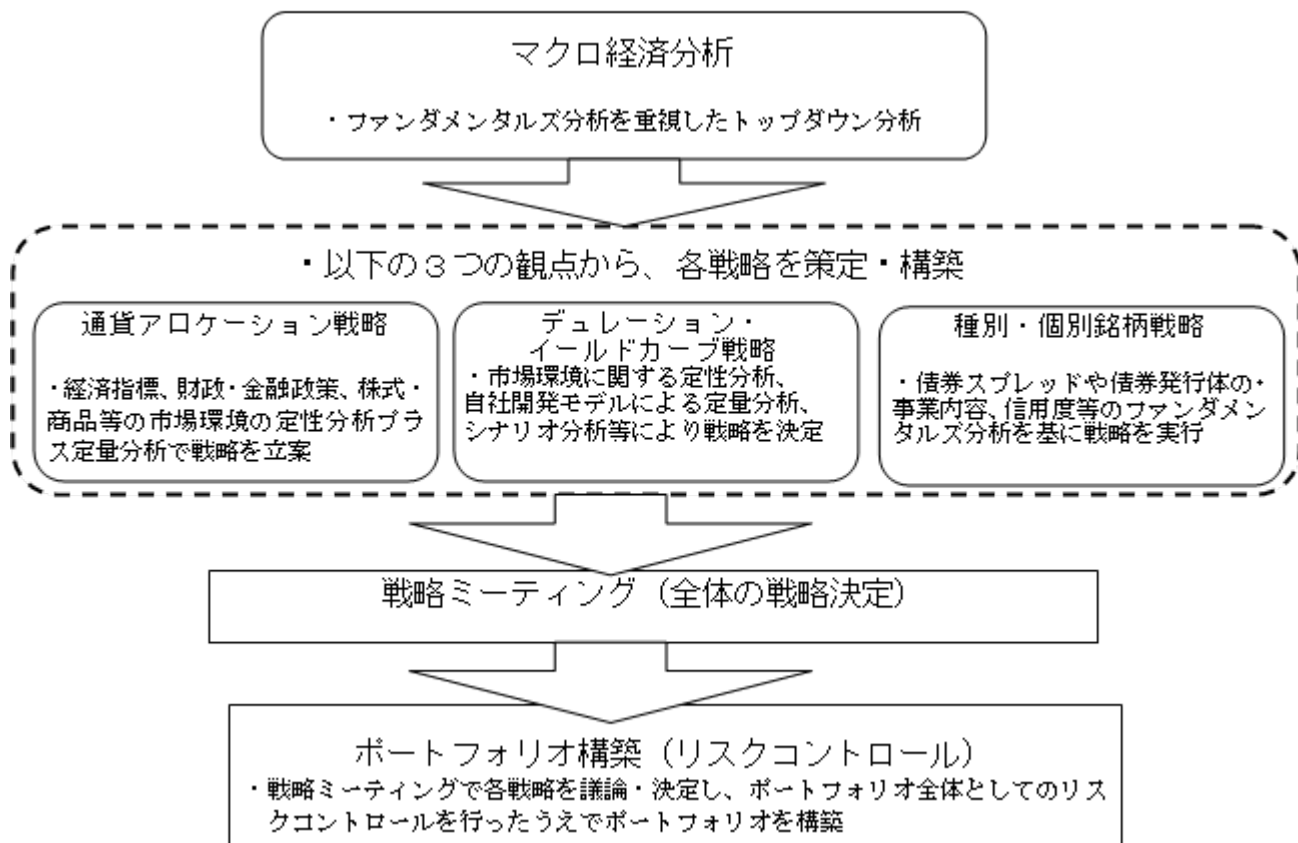 マクロ経済分析
・ファンダメンタルズ分析を重視したトップダウン分析
・以下の３つの観点から、各戦略を策定・構築
通貨アロケーション戦略
・経済指標、財政・金融政策、株式・
商品等の市場環境の定性分析プラ
ス定量分析で戦略を立案
デュレーション・
イールドカーブ戦略
・市場環境に関する定性分析、
自社開発モデルによる定量分析、
シナリオ分析等により戦略を決定
種別・個別銘柄戦略
・債券スプレッドや債券発行体の・
事業内容、信用度等のファンダメン
タルズ分析を基に戦略を実行
戦略ミーティング（全体の戦略決定）
ポートフォリオ構築（リスクコントロール）
・戦略ミーティングで各戦略を議論・決定し、ポートフォリオ全体としてのリス
クコントロールを行ったうえでポートフォリオを構築